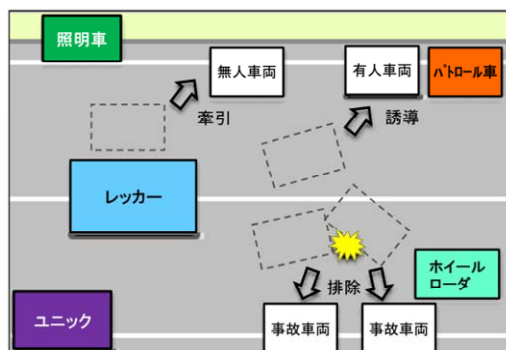 照明車
無人車両
有人車両
パトロール車
牽引
誘導
レッカー
ホイール
ローダ
排除
ユニック
事故車両
事故車両